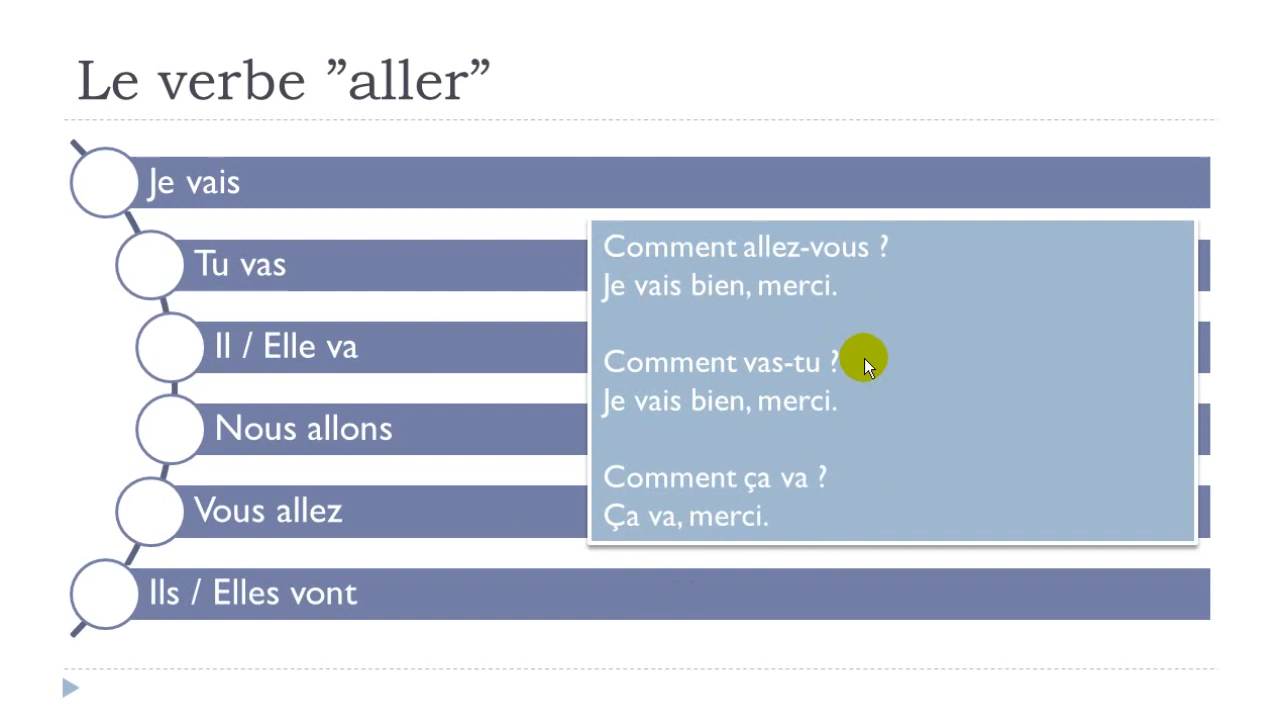 Le verbe ”aller”
Je vais
Tu vas
Il / Elle va
Nous allons
Vous allez
Ils / Elles vont
Comment allez-vous ?
Je vais bien, merci.
Comment vas-tu ?
Je vais bien, merci.
Comment ça va ?
Ça va, merci.